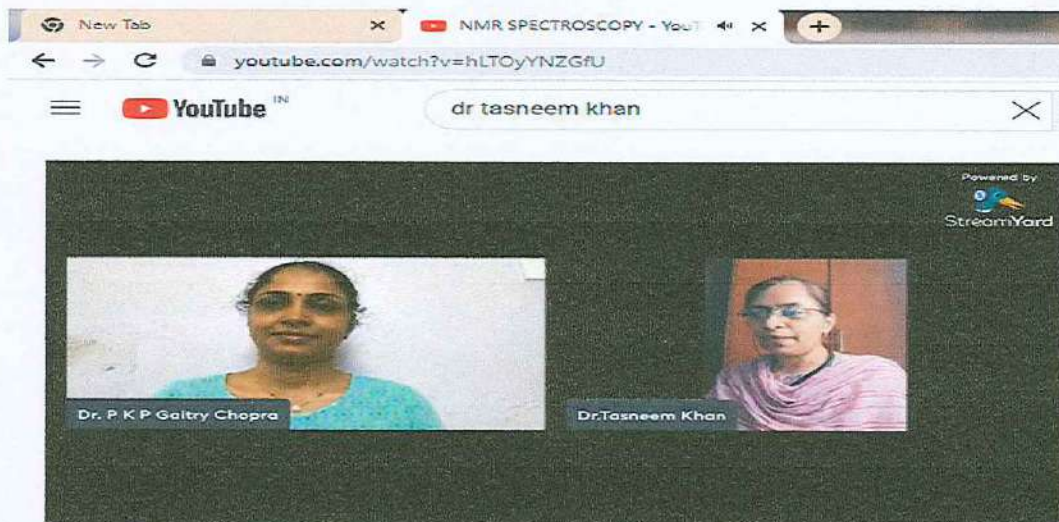 New Tab
NMR SPECTROSCOPY - YouT
youtube.com/watch?v=hLTOyYNZGfU
YouTube IN
dr tasneem khan
Powered by
StreamYard
Dr. P K P Gaitry Chopra
Dr.Tasneem Khan